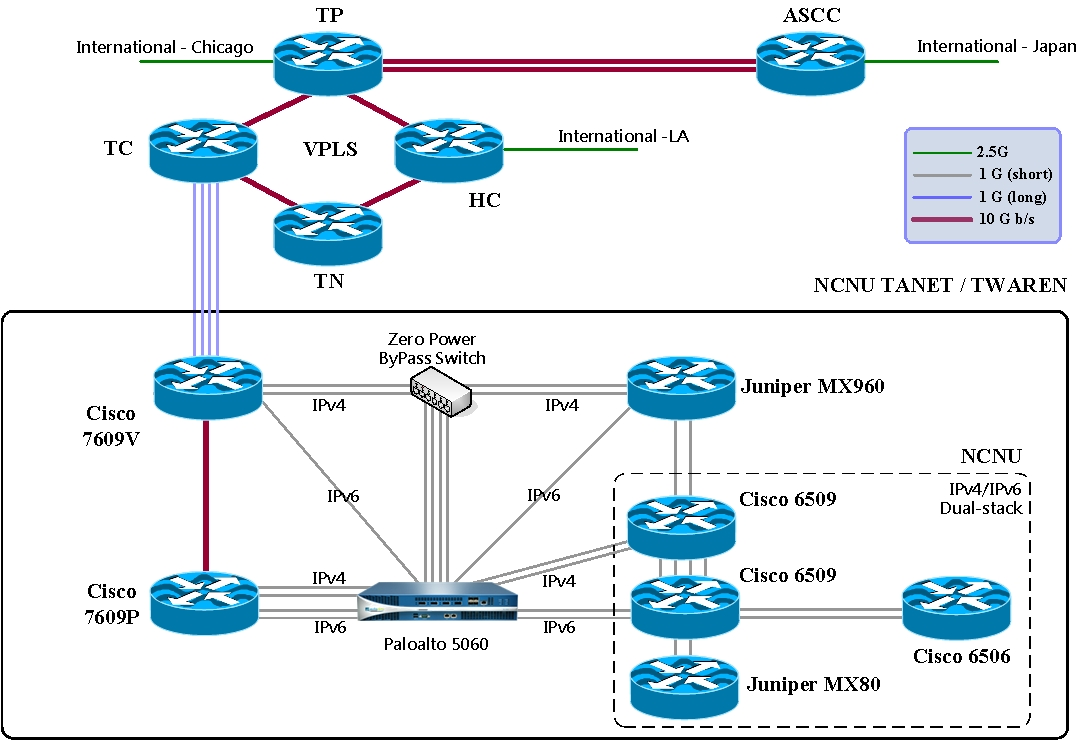 TP
ASCC
International - Chicago
International - Japan
TC
VPLS
International -LA
HC
TN
2.5G
1 G (short)
1 G (long)
10 G b/s
NCNU TANET / TWAREN
Zero Power
ByPass Switch
Juniper MX960
IPv4
IPv4
Cisco
7609V
NCNU
IPv4/IPv6
Dual-stack
IPv6
IPv6
Cisco 6509
Cisco
7609P
IPv4
IPv4
Cisco 6509
IPv6
IPv6
Paloalto 5060
Cisco 6506
Juniper MX80